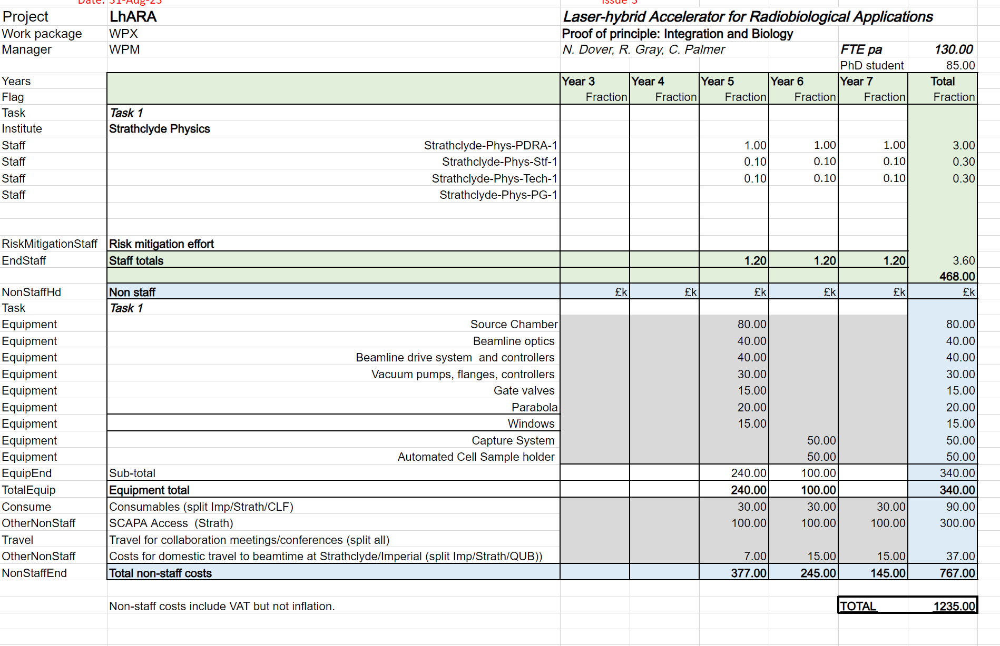 Date: 31-Aug-23 Issue 3
Project LhARA Laser-hybrid Accelerator for Radiobiological Applications
Work package WPX Proof of principle: Integration and Biology
Manager WPM N. Dover, R. Gray, C. Palmer FTE pa 130.00
PhD student 85.00
Years Year 3 Year 4 Year 5 Year 6 Year 7 Total
Flag Fraction Fraction Fraction Fraction Fraction Fraction
Task Task 1
Institute Strathclyde Physics
Staff Strathclyde-Phys-PDRA-1 1.00 1.00 1.00 3.00
Staff Strathclyde-Phys-Stf-1 0.10 0.10 0.10 0.30
Staff Strathclyde-Phys-Tech-1 0.10 0.10 0.10 0.30
Staff Strathclyde-Phys-PG-1
RiskMitigationStaff Risk mitigation effort
EndStaff Staff totals 1.20 1.20 1.20 3.60
468.00
NonStaffHd Non staff £k £k £k £k £k £k
Task Task 1
Equipment Source Chamber 80.00 80.00
Equipment Beamline optics 40.00 40.00
Equipment Beamline drive system and controllers 40.00 40.00
Equipment Vacuum pumps, flanges, controllers 30.00 30.00
Equipment Gate valves 15.00 15.00
Equipment Parabola 20.00 20.00
Equipment Windows 15.00 15.00
Equipment Capture System 50.00 50.00
Equipment Automated Cell Sample holder 50.00 50.00
EquipEnd Sub-total 240.00 100.00 340.00
TotalEquip Equipment total 240.00 100.00 340.00
Consume Consumables (split Imp/Strath/CLF) 30.00 30.00 30.00 90.00
OtherNonStaff SCAPA Access (Strath) 100.00 100.00 100.00 300.00
Travel Travel for collaboration meetings/conferences (split all)
OtherNonStaff Costs for domestic travel to beamtime at Strathclyde/Imperial (split Imp/Strath/QUB)) 7.00 15.00 15.00 37.00
NonStaffEnd Total non-staff costs 377.00 245.00 145.00 767.00
Non-staff costs include VAT but not inflation. TOTAL 1235.00